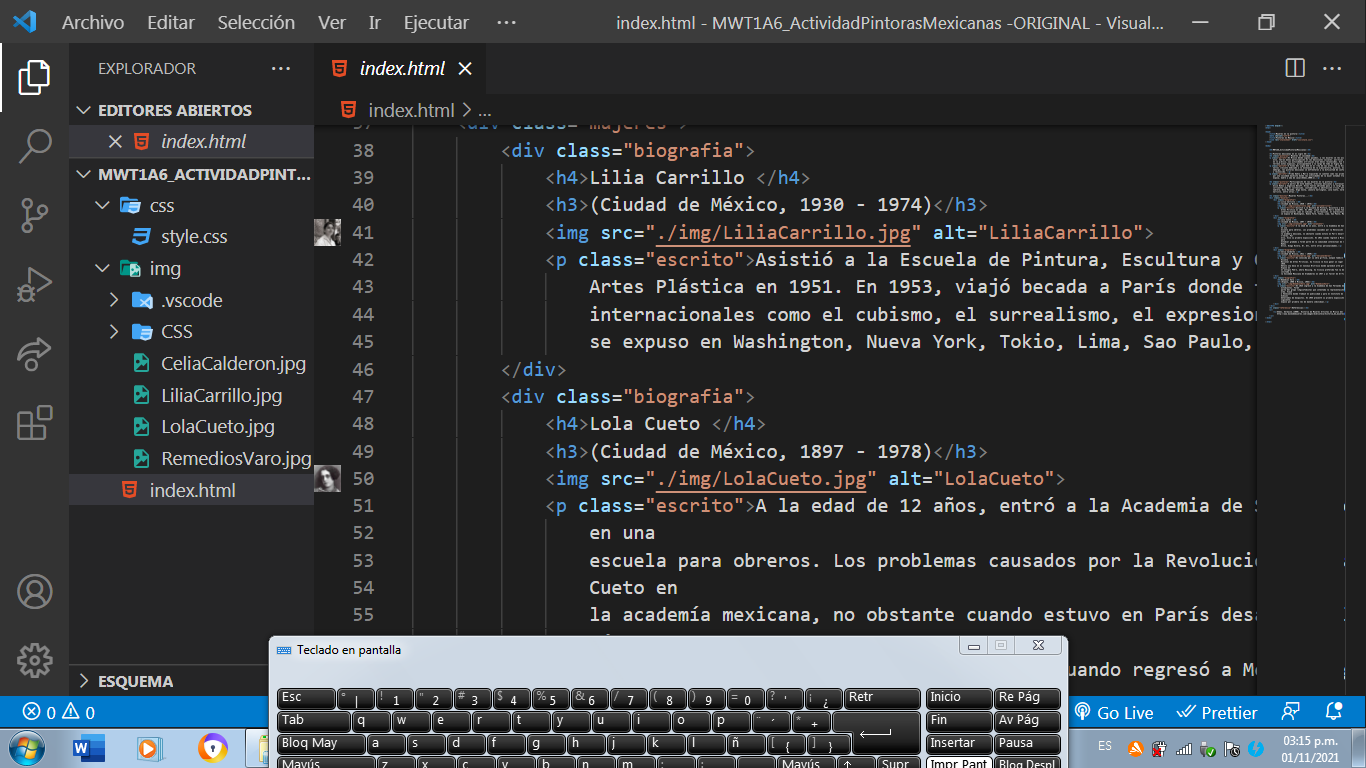 Archivo Editar Selección Ver Ir Ejecutar ··· index.html - MWT1A6_ActividadPintorasMexicanas -ORIGINAL - Visual...
EXPLORADOR ···
EDITORES ABIERTOS
index.html
MWT1A6_ACTIVIDADPINT...
css
style.css
img
.vscode
CSS
CeliaCalderon.jpg
LiliaCarrillo.jpg
LolaCueto.jpg
RemediosVaro.jpg
index.html
ESQUEMA
index.html
index.html > ...
37 <div class="mujeres">
38 <div class="biografia">
39 <h4>Lilia Carrillo </h4>
40 <h3>(Ciudad de México, 1930 - 1974)</h3>
41 <img src="./img/LiliaCarrillo.jpg" alt="LiliaCarrillo">
42 <p class="escrito">Asistió a la Escuela de Pintura, Escultura y
43 Artes Plástica en 1951. En 1953, viajó becada a París donde
44 internacionales como el cubismo, el surrealismo, el expresion
45 se expuso en Washington, Nueva York, Tokio, Lima, Sao Paulo,
46 </div>
47 <div class="biografia">
48 <h4>Lola Cueto </h4>
49 <h3>(Ciudad de México, 1897 - 1978)</h3>
50 <img src="./img/LolaCueto.jpg" alt="LolaCueto">
51 <p class="escrito">A la edad de 12 años, entró a la Academia de
52 en una
53 escuela para obreros. Los problemas causados por la Revoluci
54 Cueto en
55 la academía mexicana, no obstante cuando estuvo en París desa
uando regresó a M
0 0
Go Live Prettier
Teclado en pantalla
Esc ° | ! 1 " 2 # 3 $ 4 % 5 & 6 / 7 ( 8 ) 9 = 0 ? ' ¡ ¿ Retr Inicio Re Pág
Tab q w e r t y u i o p ¨ ´ * + Fin Av Pág
Bloq May a s d f g h j k l ñ [ { ] } Insertar Pausa
Mayús z x c v b n m ; , : . Mayús Supr Impr Pant Bloq Despl
ES
03:15 p.m.
01/11/2021